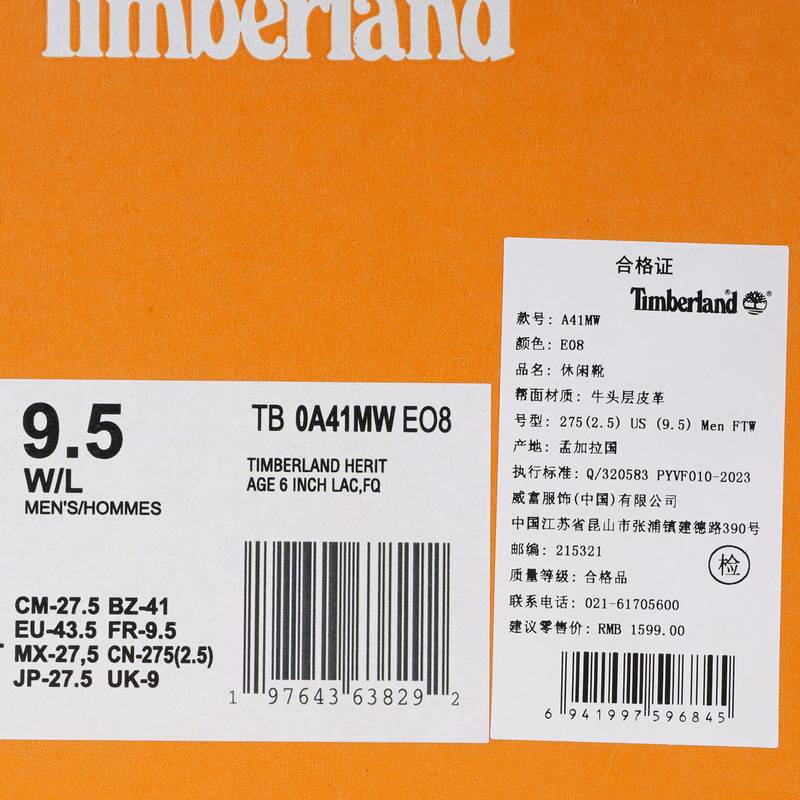 Timberland
9.5
W/L
MEN'S/HOMMES
TB 0A41MW EO8
TIMBERLAND HERIT
AGE 6 INCH LAC,FQ
CM-27.5 BZ-41
EU-43.5 FR-9.5
MX-27,5 CN-275(2.5)
JP-27.5 UK-9
1 97643 63829 2
合格证
Timberland®
款号: A41MW
颜色: E08
品名: 休闲靴
帮面材质: 牛头层皮革
号型: 275(2.5) US (9.5) Men FTW
产地: 孟加拉国
执行标准: Q/320583 PYVF010-2023
威富服饰(中国)有限公司
中国江苏省昆山市张浦镇建德路390号
邮编: 215321
检
质量等级: 合格品
联系电话: 021-61705600
建议零售价: RMB 1599.00
6 941997 596845